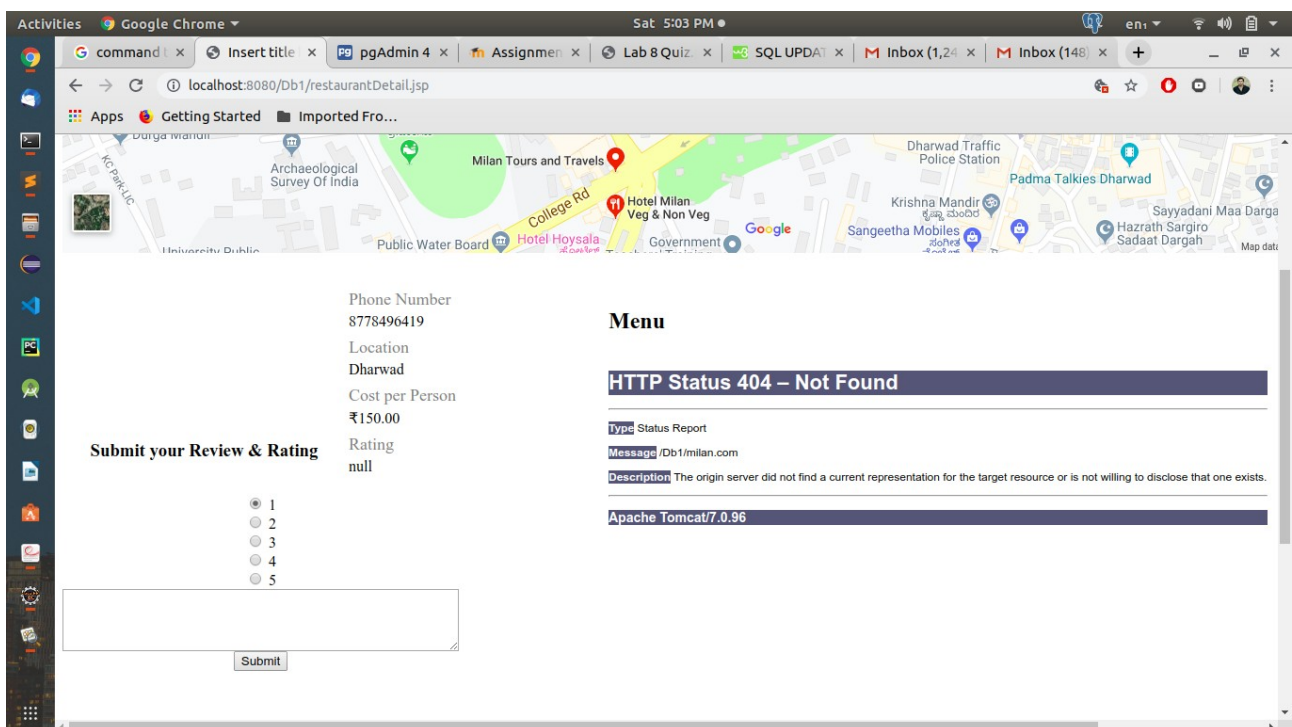 Activities Google Chrome Sat 5:03 PM en₁
command Insert title pgAdmin 4 Assignmen Lab 8 Quiz. SQL UPDAT Inbox (1,24 Inbox (148)
localhost:8080/Db1/restaurantDetail.jsp
Apps Getting Started Imported Fro...
Durga Mandir
KC Park-LIC
Archaeological
Survey Of India
Milan Tours and Travels
College Rd
Hotel Milan
Veg & Non Veg
Dharwad Traffic
Police Station
Padma Talkies Dharwad
Krishna Mandir
ಕೃಷ್ಣ ಮಂದಿರ
Sayyadani Maa Darga
Public Water Board
Hotel Hoysala
Government
Google
Sangeetha Mobiles
Hazrath Sargiro
Sadaat Dargah
Map data
University Public
Phone Number
8778496419
Location
Dharwad
Cost per Person
₹150.00
Rating
null
Submit your Review & Rating
1
2
3
4
5
Submit
Menu
HTTP Status 404 – Not Found
Type Status Report
Message /Db1/milan.com
Description The origin server did not find a current representation for the target resource or is not willing to disclose that one exists.
Apache Tomcat/7.0.96